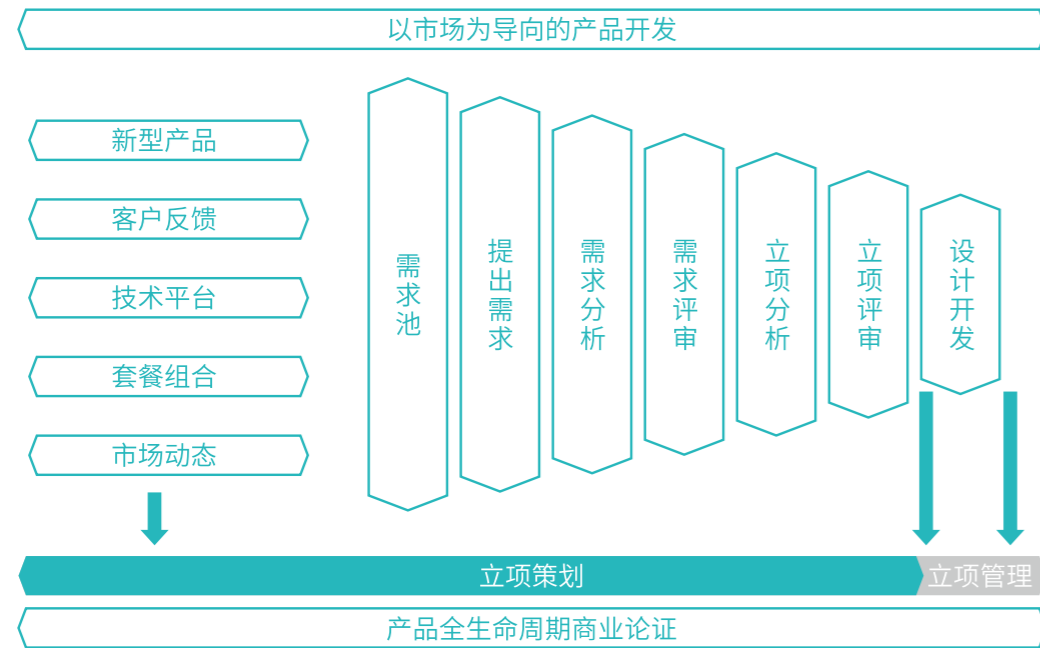 以市场为导向的产品开发
新型产品
客户反馈
技术平台
套餐组合
市场动态
需求池
提出需求
需求分析
需求评审
立项分析
立项评审
设计开发
立项策划
立项管理
产品全生命周期商业论证